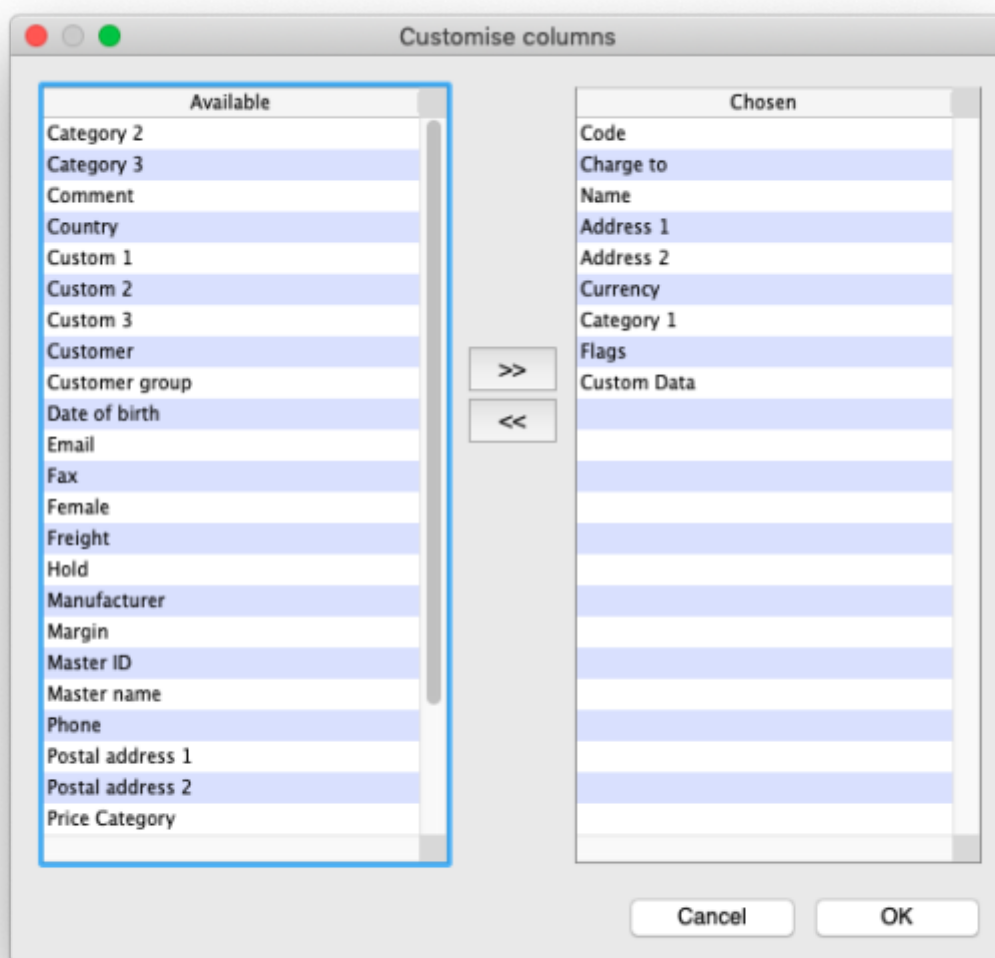 Customise columns
Available
Category 2
Category 3
Comment
Country
Custom 1
Custom 2
Custom 3
Customer
Customer group
Date of birth
Email
Fax
Female
Freight
Hold
Manufacturer
Margin
Master ID
Master name
Phone
Postal address 1
Postal address 2
Price Category
>>
<<
Chosen
Code
Charge to
Name
Address 1
Address 2
Currency
Category 1
Flags
Custom Data
Cancel
OK